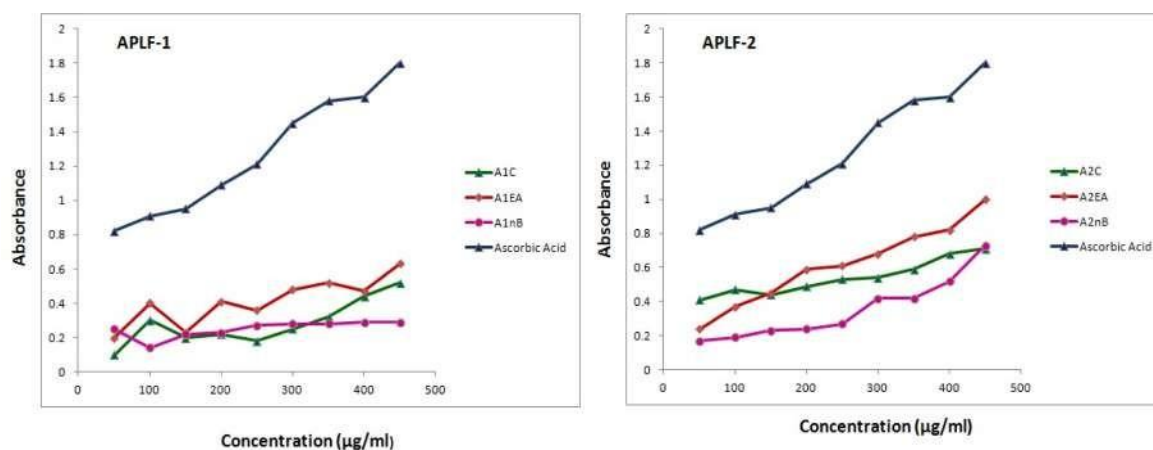 APLF-1
2
1.8
1.6
1.4
1.2
1
0.8
0.6
0.4
0.2
0
0
100
200
300
400
500
Absorbance
Concentration (µg/ml)
A1C
A1EA
A1nB
Ascorbic Acid
APLF-2
2
1.8
1.6
1.4
1.2
1
0.8
0.6
0.4
0.2
0
0
100
200
300
400
500
Absorbance
Concentration (µg/ml)
A2C
A2EA
A2nB
Ascorbic Acid